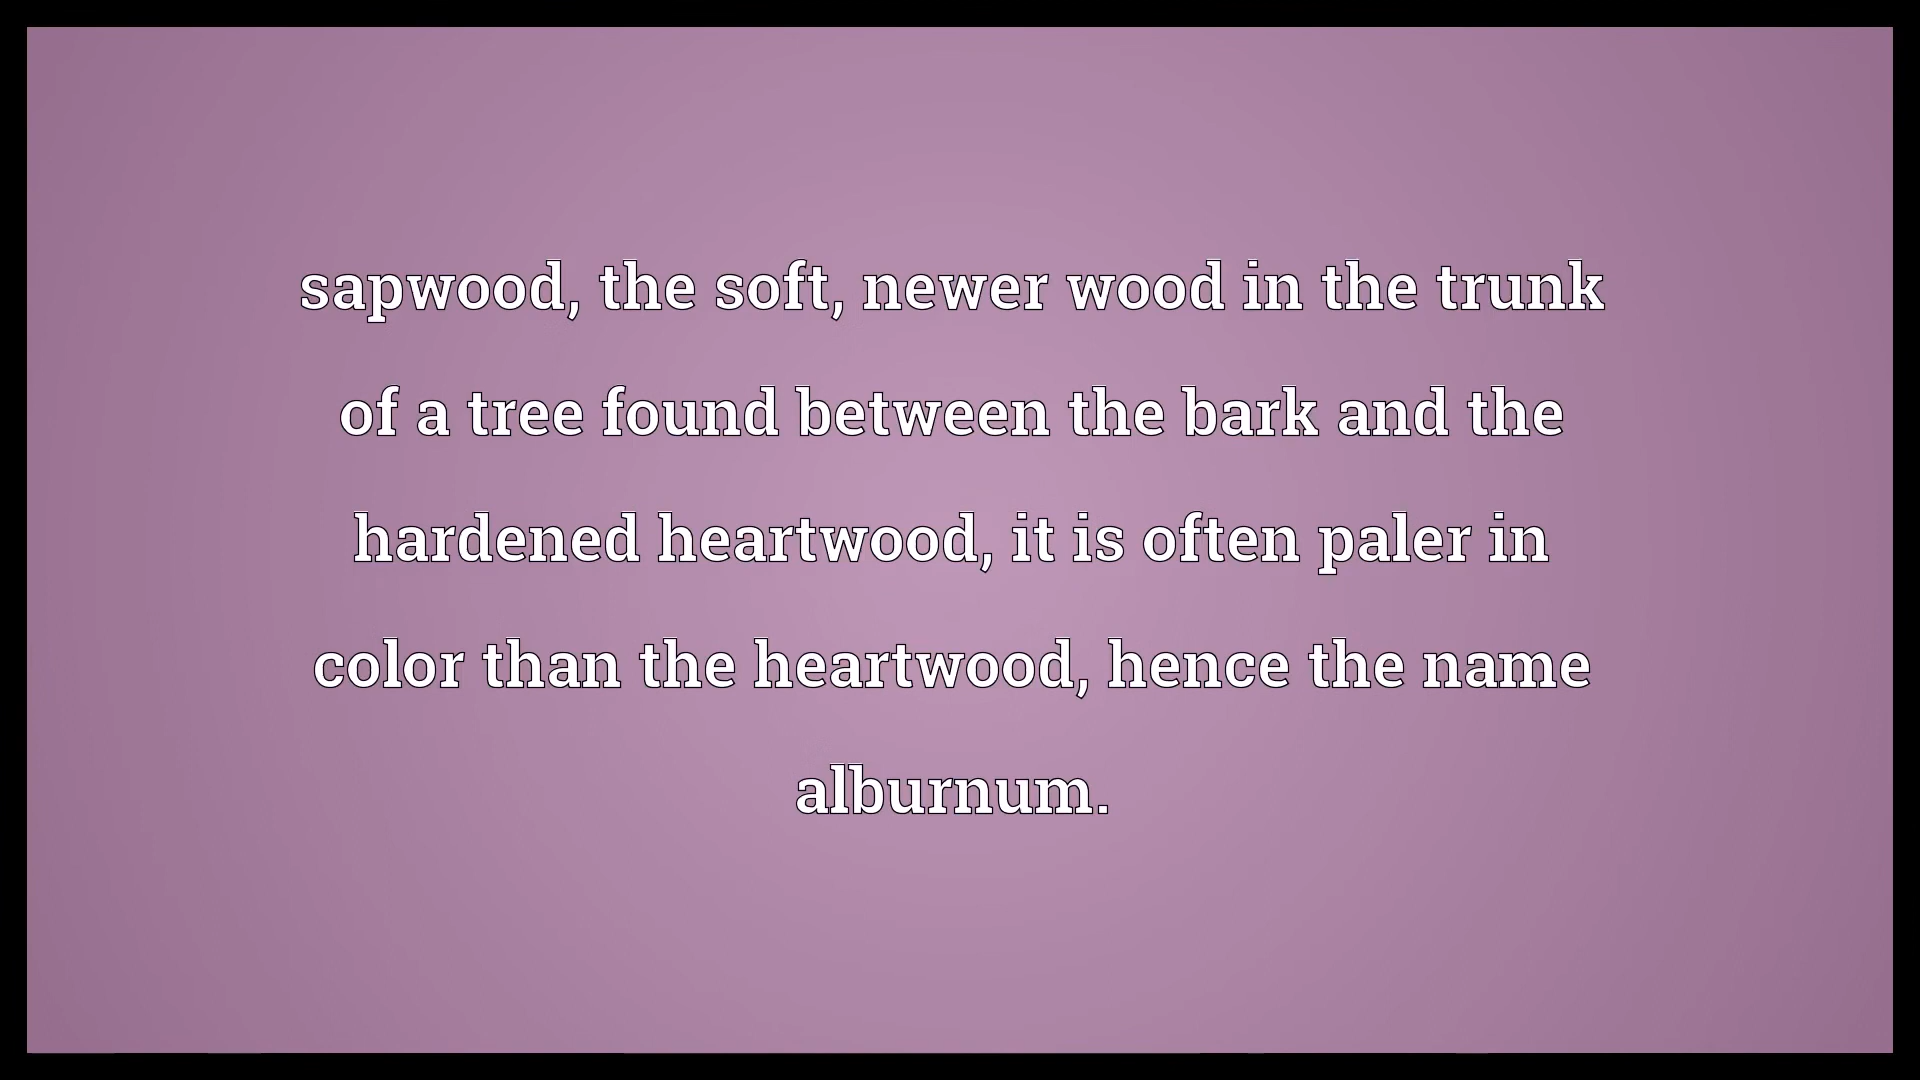 sapwood, the soft, newer wood in the trunk
of a tree found between the bark and the
hardened heartwood, it is often paler in
color than the heartwood, hence the name
alburnum.